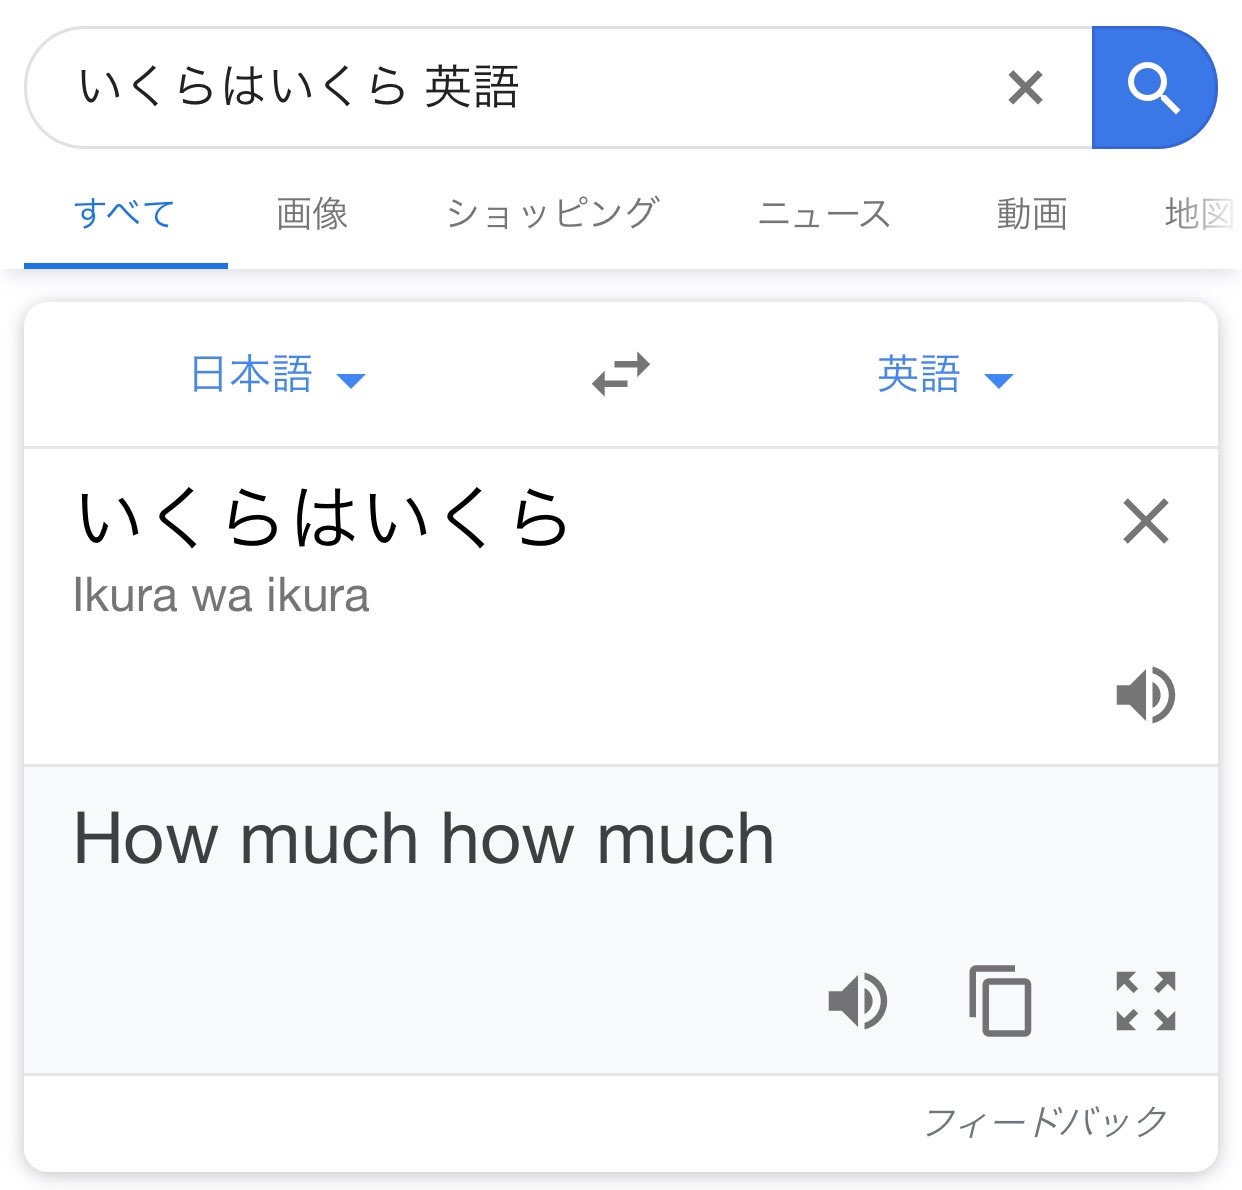 いくらはいくら 英語
すべて 画像 ショッピング ニュース 動画 地図
日本語 英語
いくらはいくら
Ikura wa ikura
How much how much
フィードバック